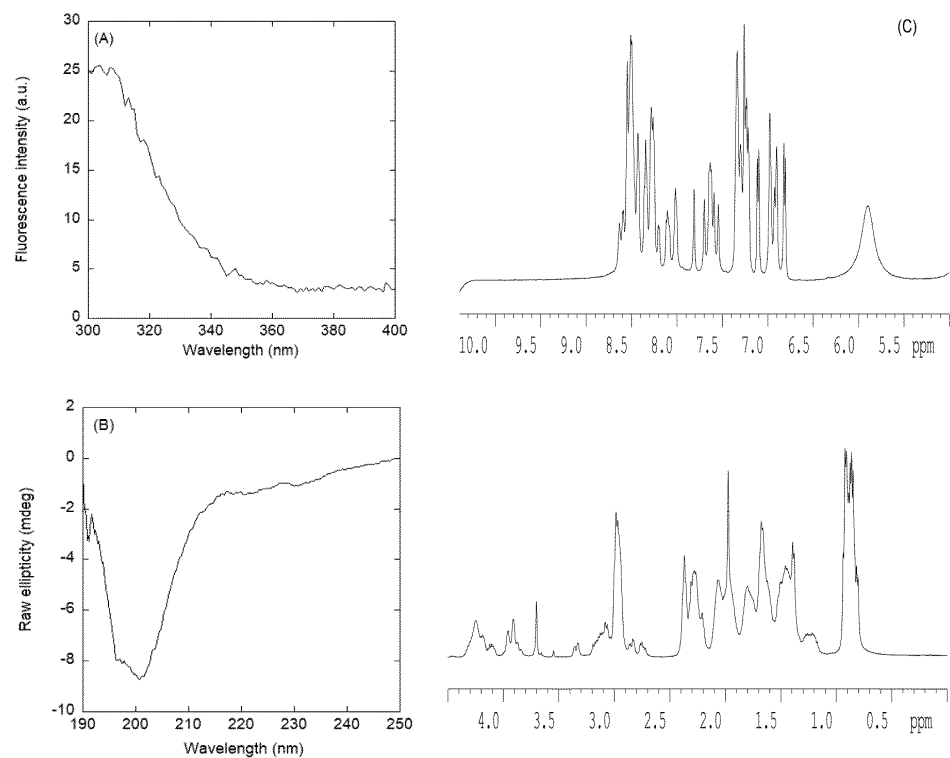 (A)
Fluorescence intensity (a.u.)
30
25
20
15
10
5
0
300 320 340 360 380 400
Wavelength (nm)
(B)
Raw ellipticity (mdeg)
2
0
-2
-4
-6
-8
-10
190 200 210 220 230 240 250
Wavelength (nm)
(C)
10.0 9.5 9.0 8.5 8.0 7.5 7.0 6.5 6.0 5.5 ppm
4.0 3.5 3.0 2.5 2.0 1.5 1.0 0.5 ppm